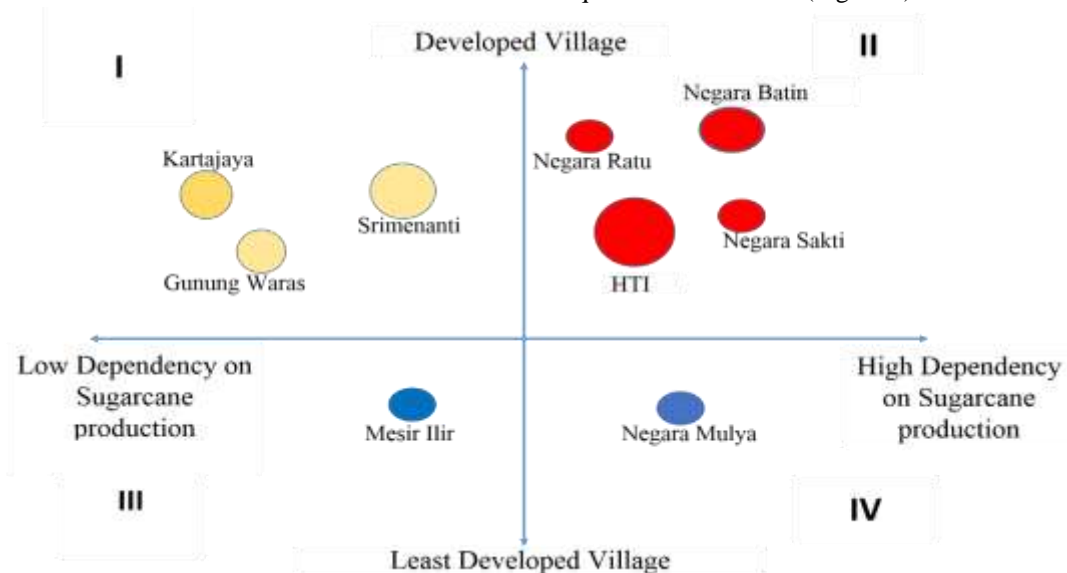 Developed Village
I
II
Negara Batin
Kartajaya
Negara Ratu
Srimenanti
Negara Sakti
Gunung Waras
HTI
Low Dependency on
Sugarcane
production
High Dependency
on Sugarcane
production
Mesir Ilir
Negara Mulya
III
IV
Least Developed Village